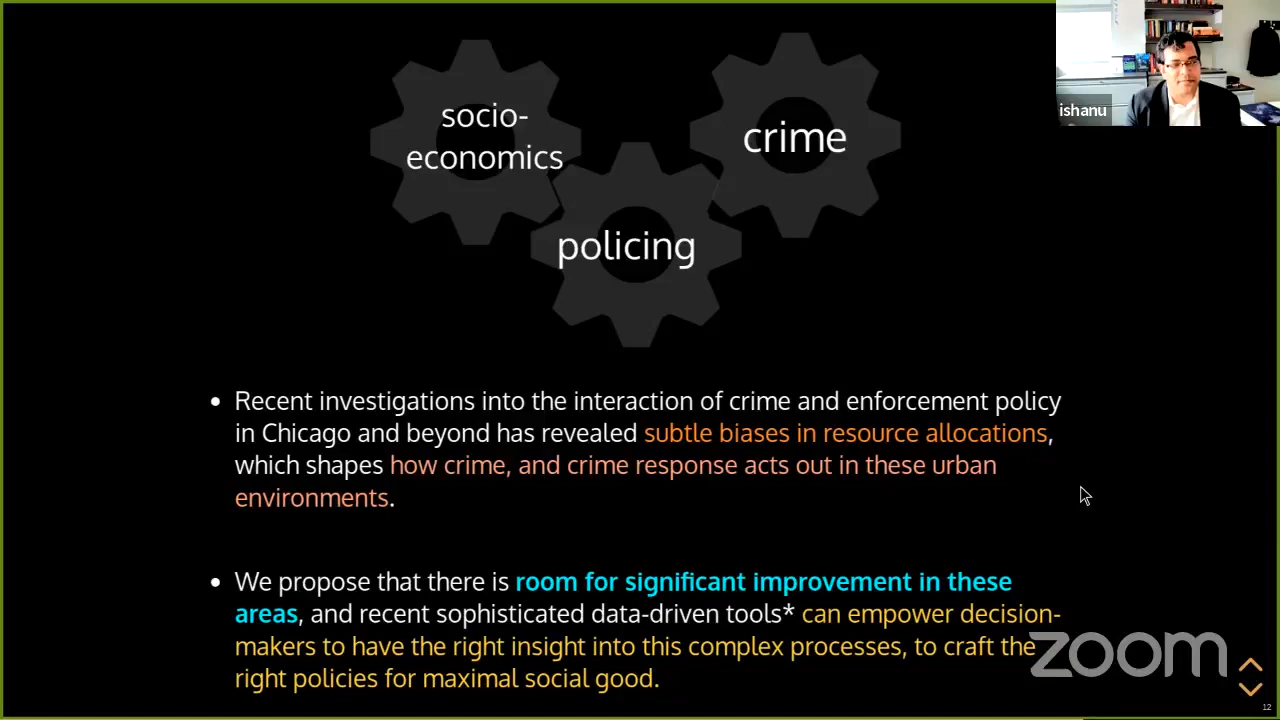 socio-
economics
crime
policing
ishanu
• Recent investigations into the interaction of crime and enforcement policy
in Chicago and beyond has revealed subtle biases in resource allocations,
which shapes how crime, and crime response acts out in these urban
environments.
• We propose that there is room for significant improvement in these
areas, and recent sophisticated data-driven tools* can empower decision-
makers to have the right insight into this complex processes, to craft the
right policies for maximal social good.
zoom
12